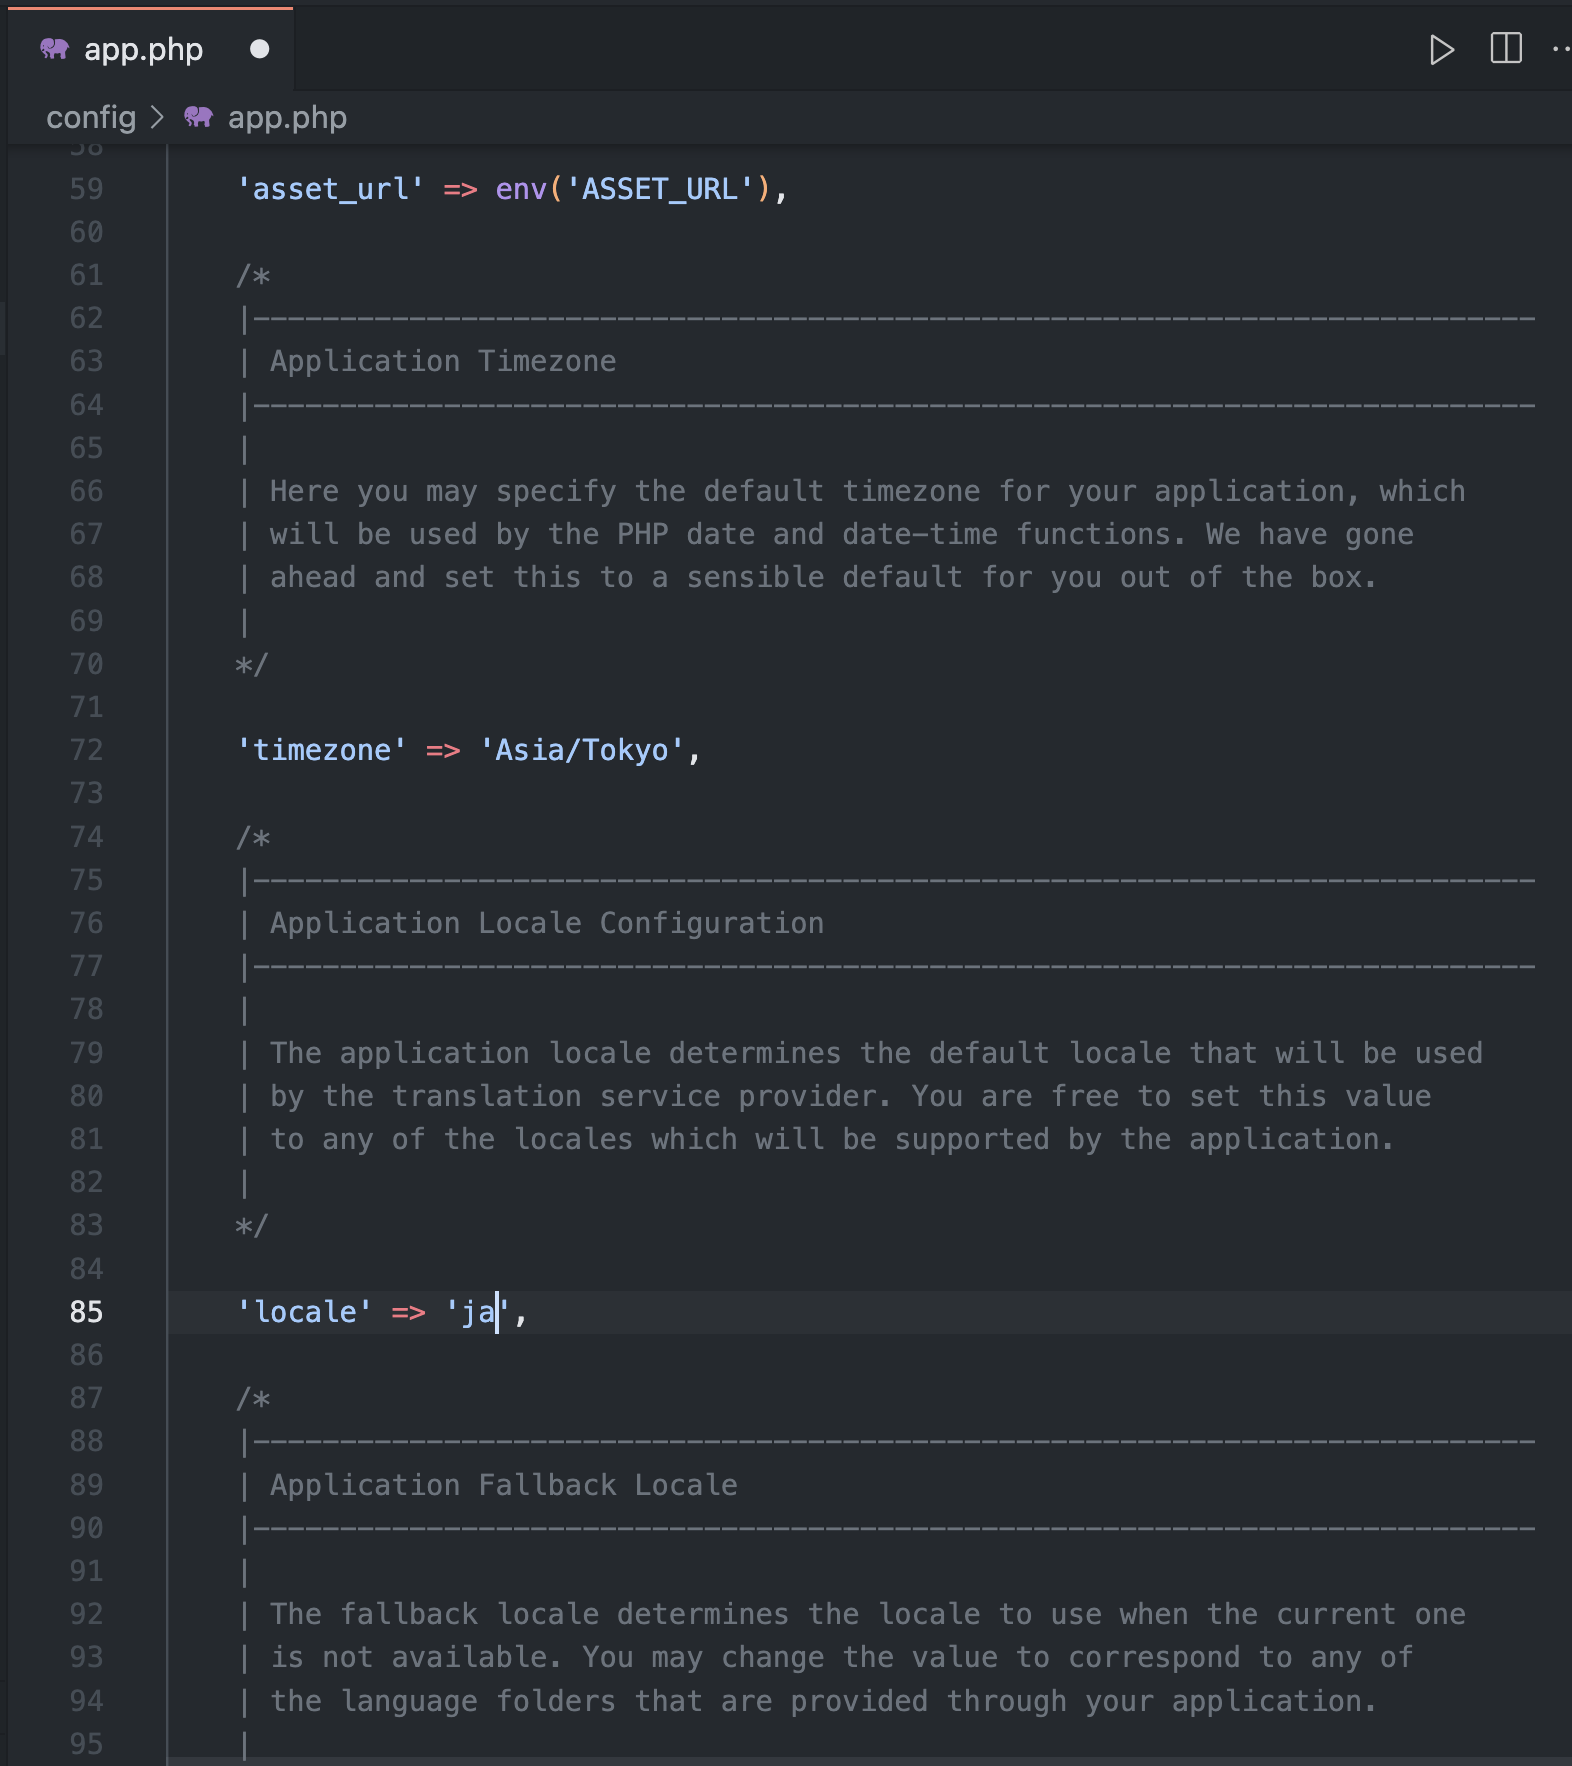 app.php
config > app.php
58
59 'asset_url' => env('ASSET_URL'),
60
61 /*
62 |--------------------------------------------------------------------------
63 | Application Timezone
64 |--------------------------------------------------------------------------
65 |
66 | Here you may specify the default timezone for your application, which
67 | will be used by the PHP date and date-time functions. We have gone
68 | ahead and set this to a sensible default for you out of the box.
69 |
70 */
71
72 'timezone' => 'Asia/Tokyo',
73
74 /*
75 |--------------------------------------------------------------------------
76 | Application Locale Configuration
77 |--------------------------------------------------------------------------
78 |
79 | The application locale determines the default locale that will be used
80 | by the translation service provider. You are free to set this value
81 | to any of the locales which will be supported by the application.
82 |
83 */
84
85 'locale' => 'ja',
86
87 /*
88 |--------------------------------------------------------------------------
89 | Application Fallback Locale
90 |--------------------------------------------------------------------------
91 |
92 | The fallback locale determines the locale to use when the current one
93 | is not available. You may change the value to correspond to any of
94 | the language folders that are provided through your application.
95 |